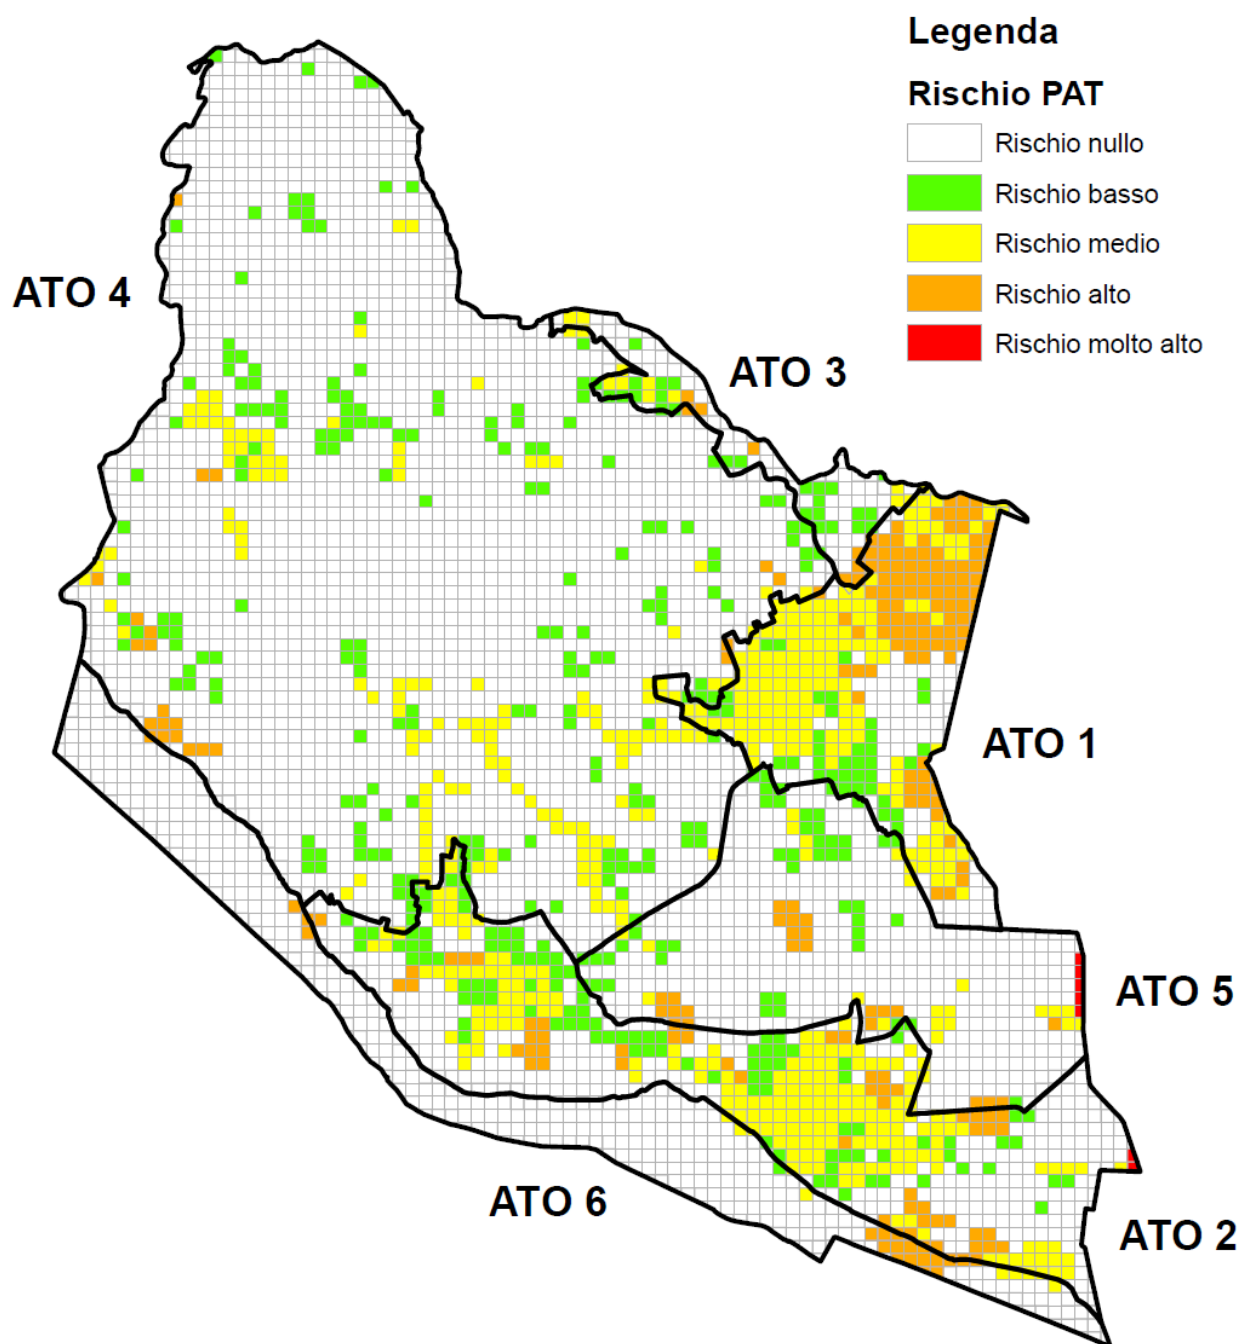 Legenda
Rischio PAT
Rischio nullo
Rischio basso
Rischio medio
Rischio alto
Rischio molto alto
ATO 4
ATO 3
ATO 1
ATO 5
ATO 6
ATO 2